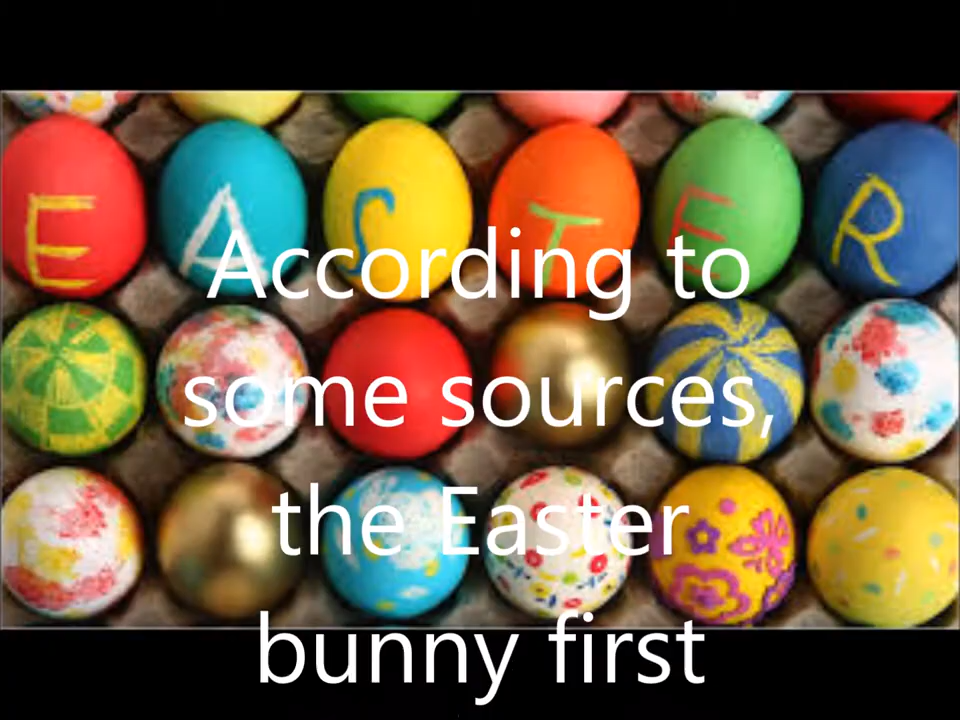 EASTER
According to
some sources,
the Easter
bunny first